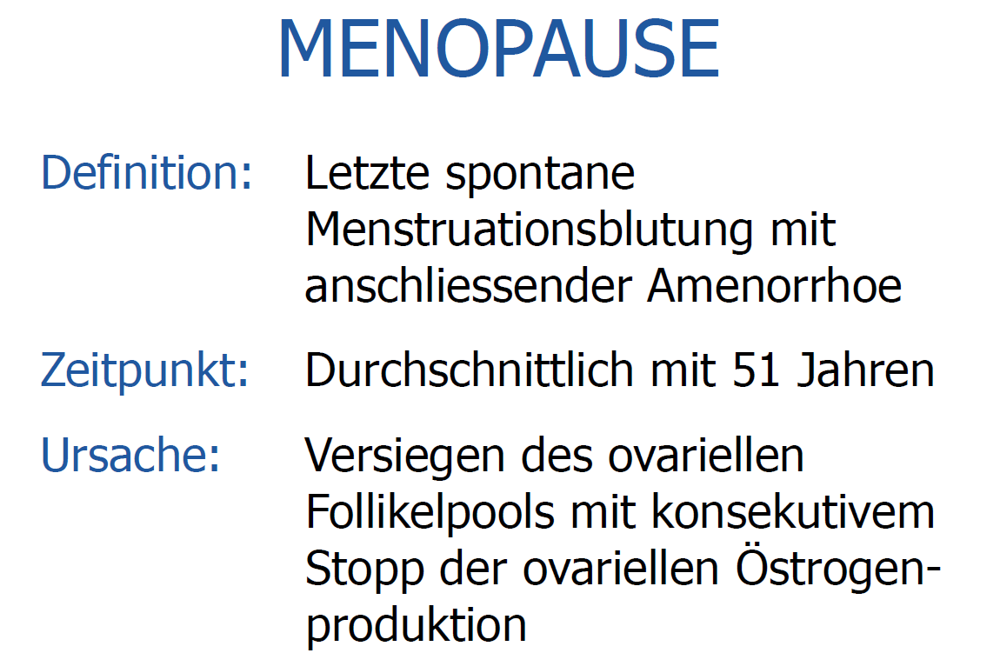 MENOPAUSE
Definition: Letzte spontane
Menstruationsblutung mit
anschliessender Amenorrhoe
Zeitpunkt: Durchschnittlich mit 51 Jahren
Ursache: Versiegen des ovariellen
Follikelpools mit konsekutivem
Stopp der ovariellen Östrogen-
produktion